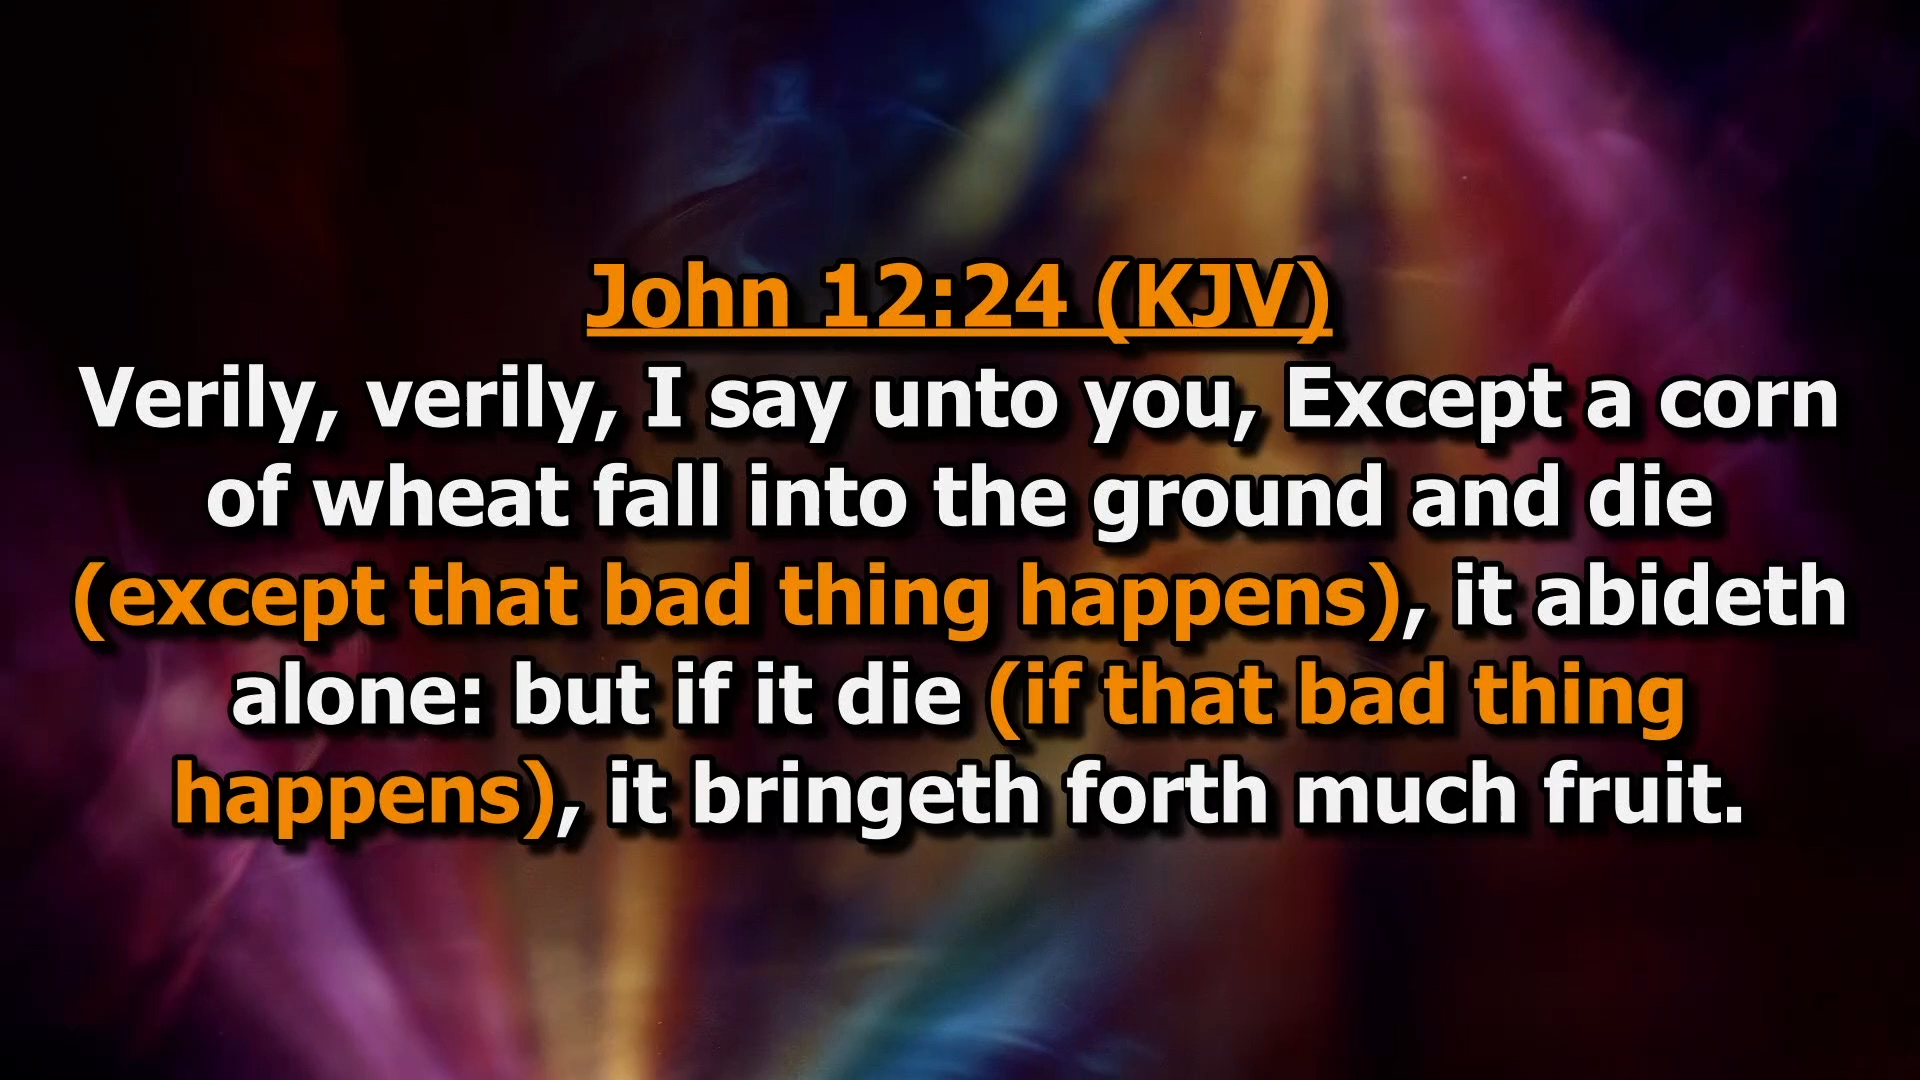 John 12:24 (KJV)
Verily, verily, I say unto you, Except a corn
of wheat fall into the ground and die
(except that bad thing happens), it abideth
alone: but if it die (if that bad thing
happens), it bringeth forth much fruit.